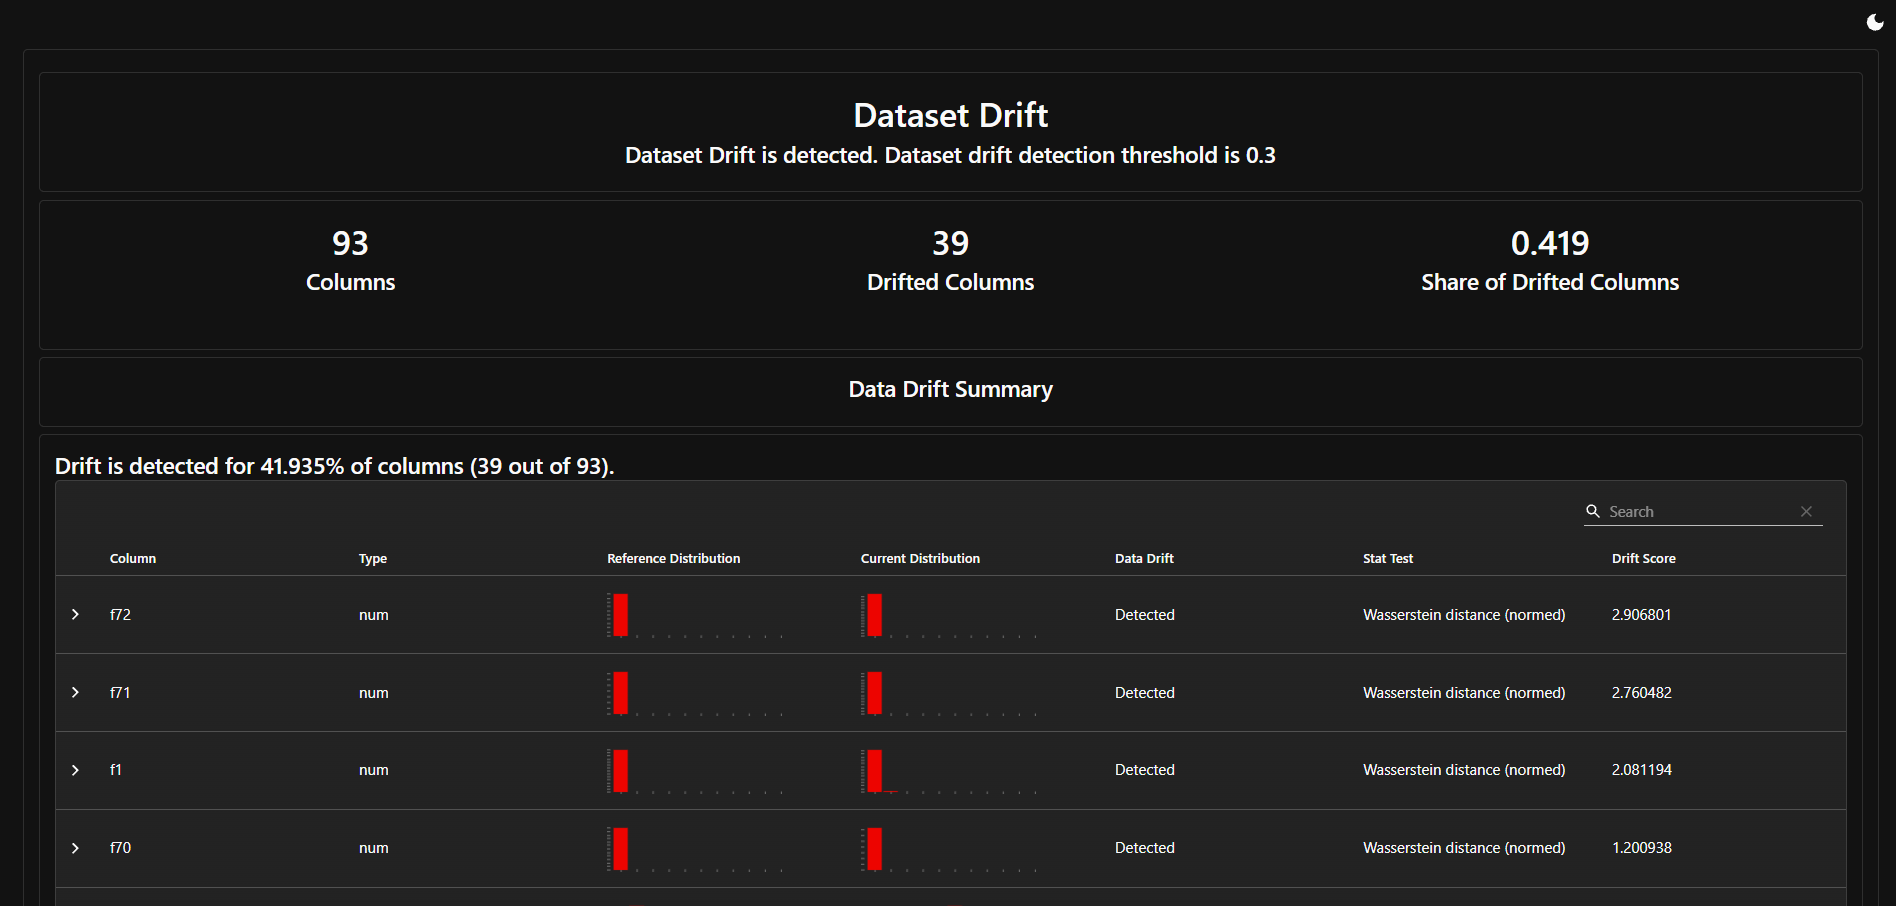 Dataset Drift
Dataset Drift is detected. Dataset drift detection threshold is 0.3
93 39 0.419
Columns Drifted Columns Share of Drifted Columns
Data Drift Summary
Drift is detected for 41.935% of columns (39 out of 93).
Search
Column Type Reference Distribution Current Distribution Data Drift Stat Test Drift Score
f72 num Detected Wasserstein distance (normed) 2.906801
f71 num Detected Wasserstein distance (normed) 2.760482
f1 num Detected Wasserstein distance (normed) 2.081194
f70 num Detected Wasserstein distance (normed) 1.200938